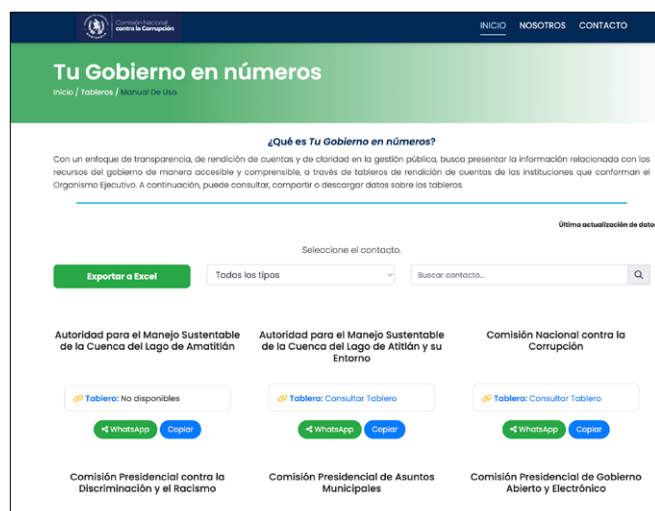 Comisión Nacional
contra la Corrupción
INICIO NOSOTROS CONTACTO
Tu Gobierno en números
Inicio / Tableros / Manual De Uso
¿Qué es Tu Gobierno en números?
Con un enfoque de transparencia, de rendición de cuentas y de claridad en la gestión pública, busca presentar la información relacionada con los
recursos del gobierno de manera accesible y comprensible, a través de tableros de rendición de cuentas de las instituciones que conforman el
Organismo Ejecutivo. A continuación, puede consultar, compartir o descargar datos sobre los tableros.
Última actualización de datos
Seleccione el contacto.
Exportar a Excel Todos los tipos Buscar contacto...
Autoridad para el Manejo Sustentable
de la Cuenca del Lago de Amatitlán
Tablero: No disponibles
WhatsApp Copiar
Autoridad para el Manejo Sustentable
de la Cuenca del Lago de Atitlán y su
Entorno
Tablero: Consultar Tablero
WhatsApp Copiar
Comisión Nacional contra la
Corrupción
Tablero: Consultar Tablero
WhatsApp Copiar
Comisión Presidencial contra la
Discriminación y el Racismo
Comisión Presidencial de Asuntos
Municipales
Comisión Presidencial de Gobierno
Abierto y Electrónico